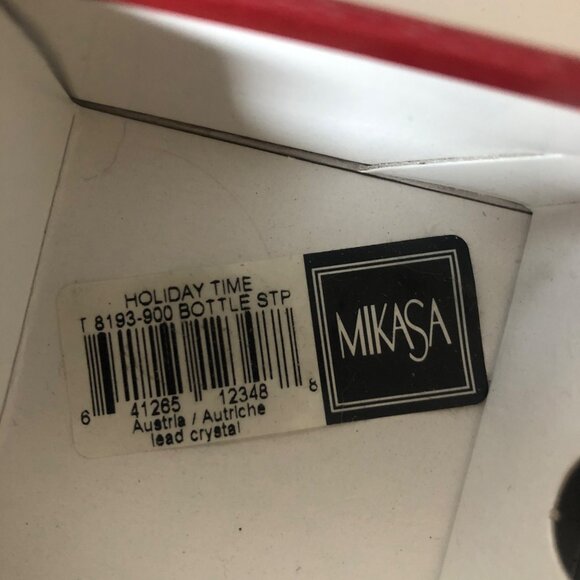 HOLIDAY TIME
T 8193-900 BOTTLE STP
6 41265 12348 8
Austria / Autriche
lead crystal
MIKASA